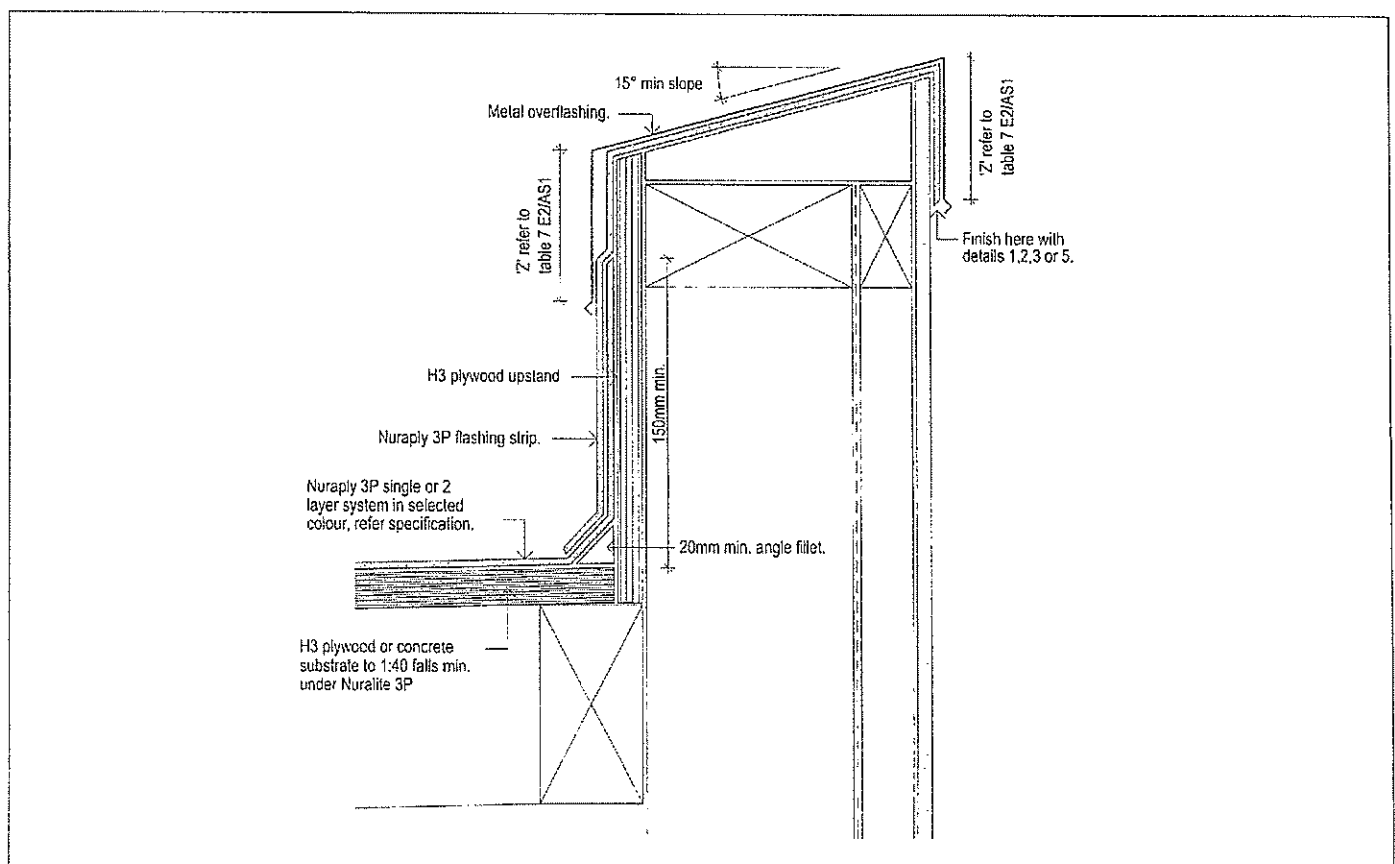 15° min slope
Metal overflashing.
'Z' refer to
table 7 E2/AS1
'Z' refer to
table 7 E2/AS1
Finish here with
details 1,2,3 or 5.
H3 plywood upstand
150mm min.
Nuraply 3P flashing strip.
Nuraply 3P single or 2
layer system in selected
colour, refer specification.
20mm min. angle fillet.
H3 plywood or concrete
substrate to 1:40 falls min.
under Nuralite 3P